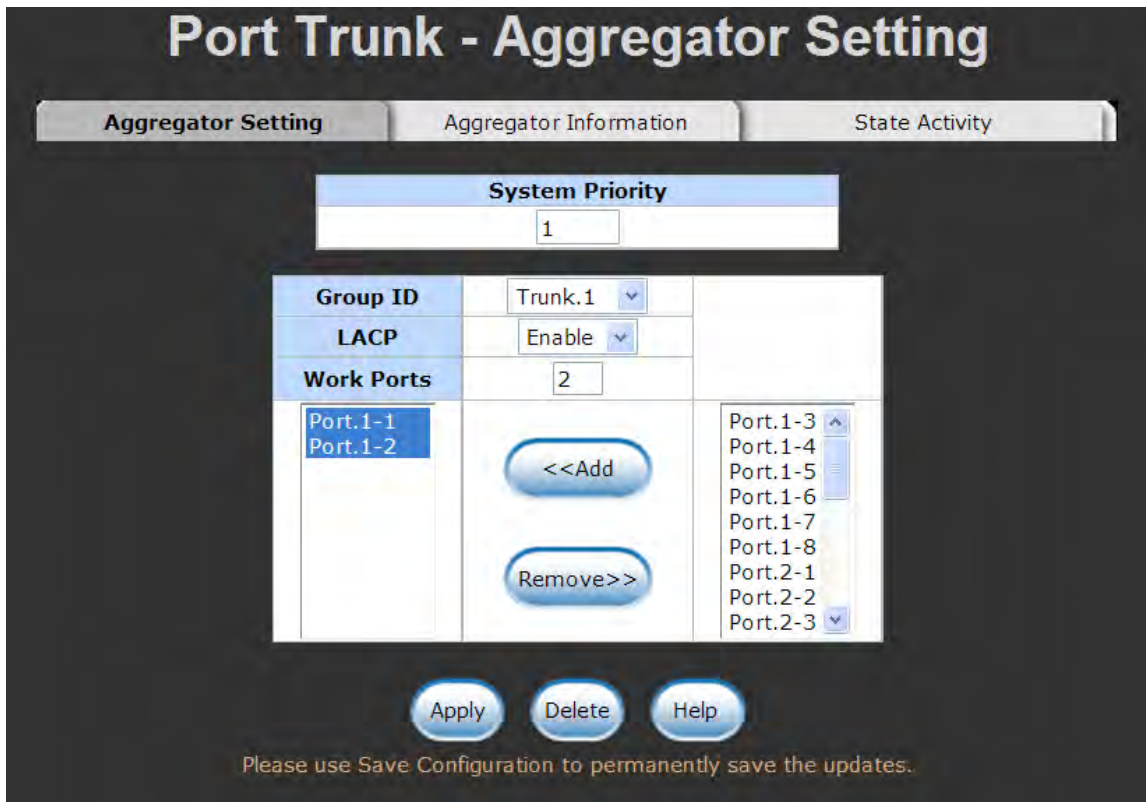 Port Trunk - Aggregator Setting
Aggregator Setting
Aggregator Information
State Activity
System Priority
1
Group ID
Trunk.1
LACP
Enable
Work Ports
2
Port.1-1
Port.1-2
<<Add
Remove>>
Port.1-3
Port.1-4
Port.1-5
Port.1-6
Port.1-7
Port.1-8
Port.2-1
Port.2-2
Port.2-3
Apply
Delete
Help
Please use Save Configuration to permanently save the updates.